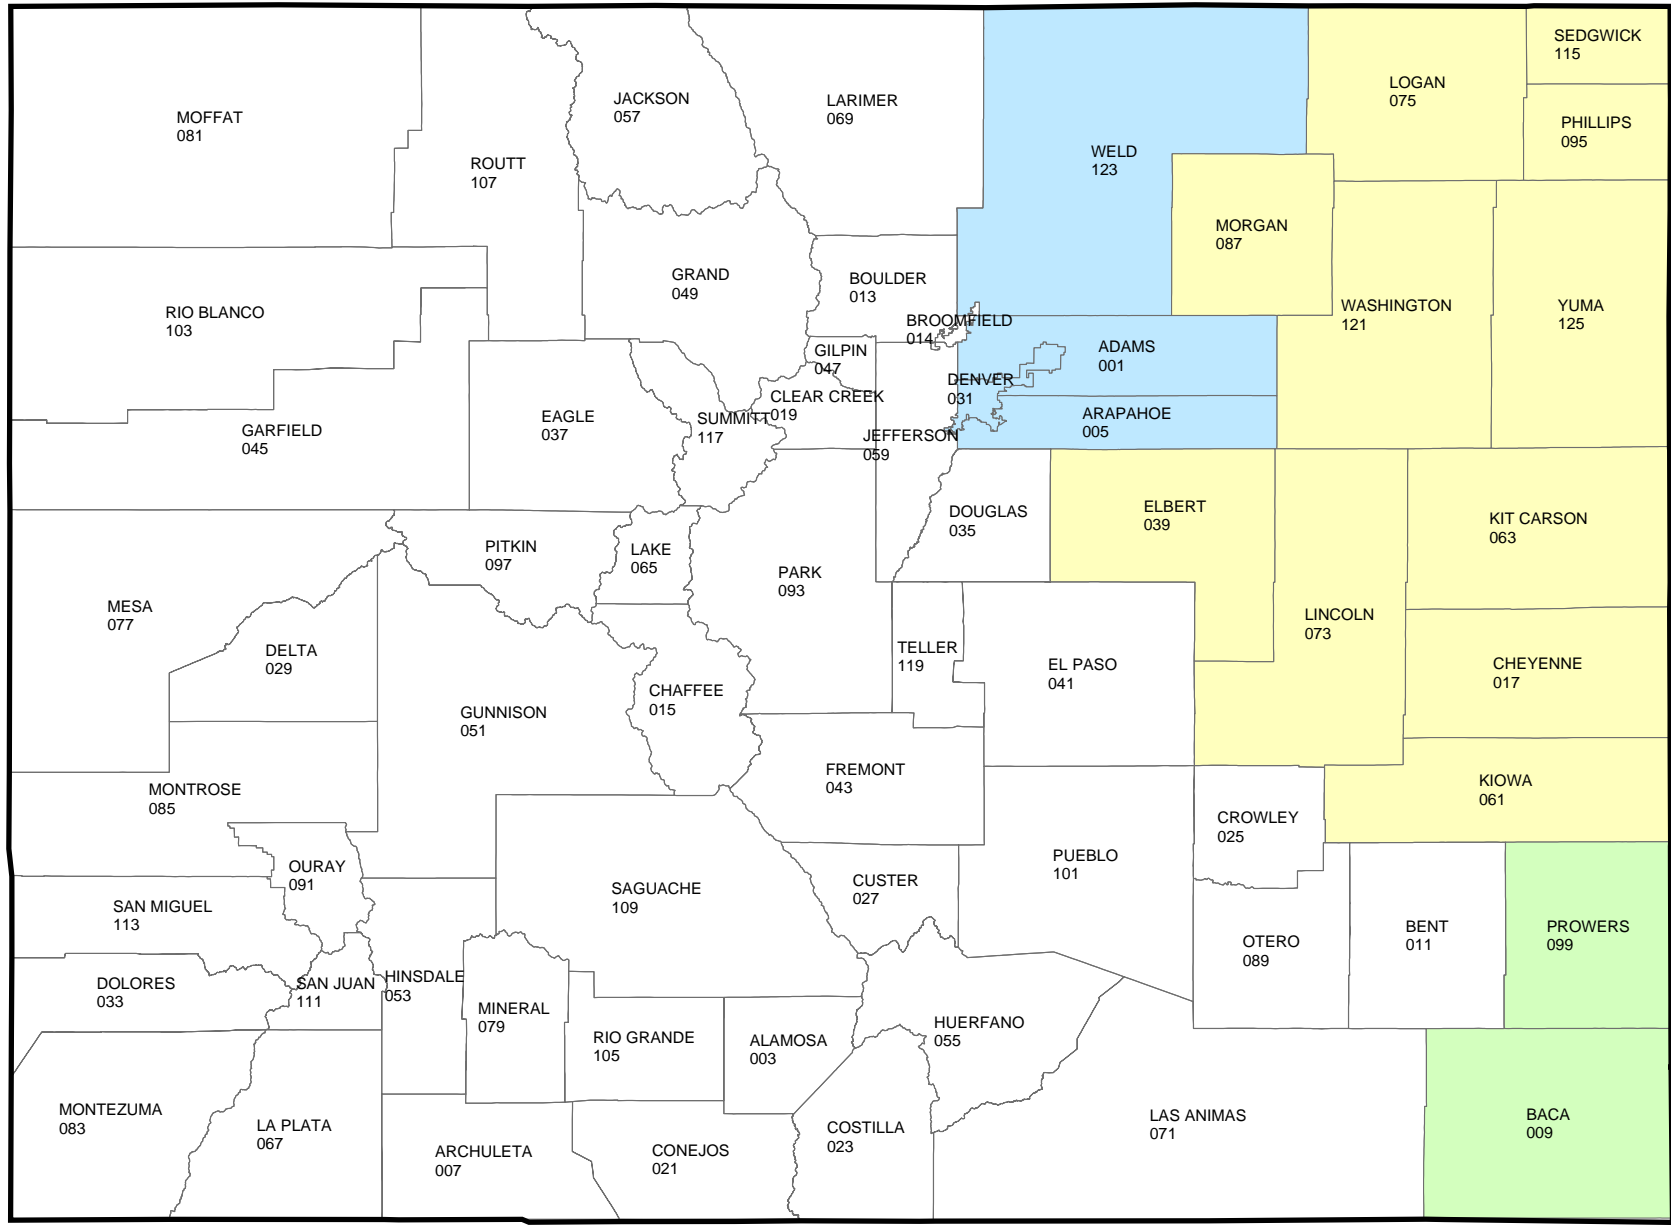 SEDGWICK
115
LOGAN
075
JACKSON
057
LARIMER
069
MOFFAT
081
PHILLIPS
095
WELD
123
ROUTT
107
MORGAN
087
GRAND
049
BOULDER
013
RIO BLANCO
103
WASHINGTON
121
YUMA
125
BROOMFIELD
014
ADAMS
001
GILPIN
047
DENVER
031
CLEAR CREEK
019
EAGLE
037
SUMMITT
117
ARAPAHOE
005
GARFIELD
045
JEFFERSON
059
DOUGLAS
035
ELBERT
039
KIT CARSON
063
PITKIN
097
LAKE
065
PARK
093
MESA
077
LINCOLN
073
DELTA
029
TELLER
119
EL PASO
041
CHEYENNE
017
CHAFFEE
015
GUNNISON
051
FREMONT
043
KIOWA
061
MONTROSE
085
CROWLEY
025
PUEBLO
101
OURAY
091
SAGUACHE
109
CUSTER
027
SAN MIGUEL
113
OTERO
089
BENT
011
PROWERS
099
DOLORES
033
SAN JUAN
111
HINSDALE
053
MINERAL
079
RIO GRANDE
105
ALAMOSA
003
HUERFANO
055
MONTEZUMA
083
LA PLATA
067
ARCHULETA
007
CONEJOS
021
COSTILLA
023
LAS ANIMAS
071
BACA
009